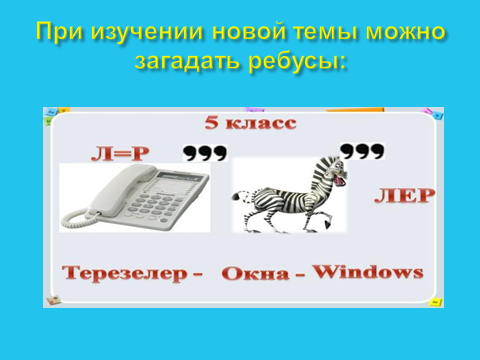 При изучении новой темы можно
загадать ребусы:
5 класс
Л=Р ,,, ,,,
ЛЕР
Терезелер - Окна - Windows